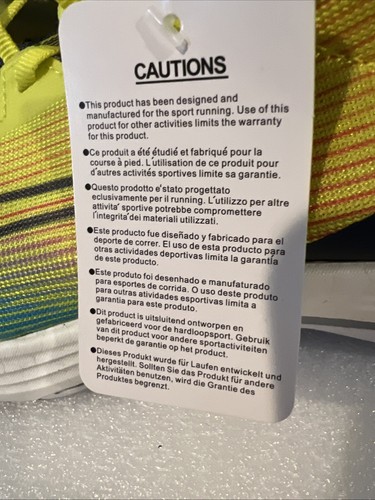 CAUTIONS
●This product has been designed and
manufactured for the sport running. Use of this
product for other activities limits the warranty
for this product.
●Ce produit a été étudié et fabriqué pour la
course à pied. L'utilisation de ce produit pour
d'autres activités sportives limite sa garantie.
●Questo prodotto e'stato progettato
eclusivamente per il running. L'utilizzo per altre
attivita' sportive potrebbe compromettere
l'integrita'dei materiali utilizzati.
●Este producto fue diseñado y fabricado para el
deporte de correr. El uso de esta producto para
otras actividades deportivas limita la garantía
de este producto.
●Este produto foi desenhado e manufaturado
para esportes de corrida. O uso deste produto
para outras atividades esportivas limita a
garantia para este produto.
●Dit product is uitsluitend ontworpen en
gefabriceerd voor de hardloopsport. Gebruik
van dit product voor andere sportactiviteiten
beperkt de garantie op het product.
●Dieses Produkt wurde für Laufen entwickelt und
hergestellt. Sollten Sie das Produkt für andere
Aktivitäten benutzen, wird die Grantie des
Produktes begrenzt.